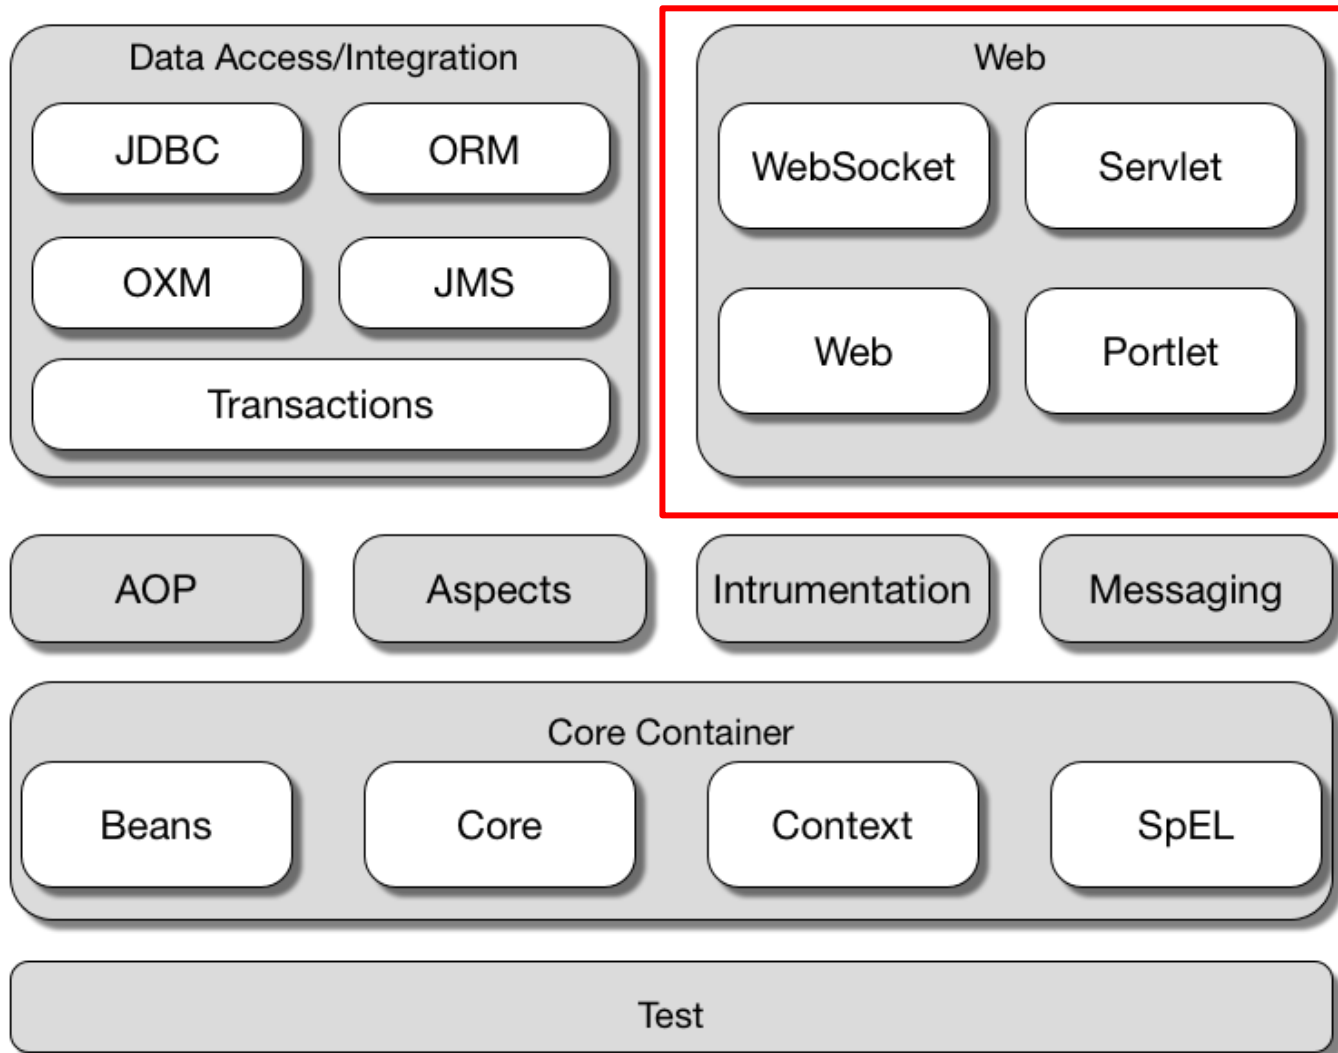 Data Access/Integration
JDBC
ORM
OXM
JMS
Transactions
Web
WebSocket
Servlet
Web
Portlet
AOP
Aspects
Intrumentation
Messaging
Core Container
Beans
Core
Context
SpEL
Test